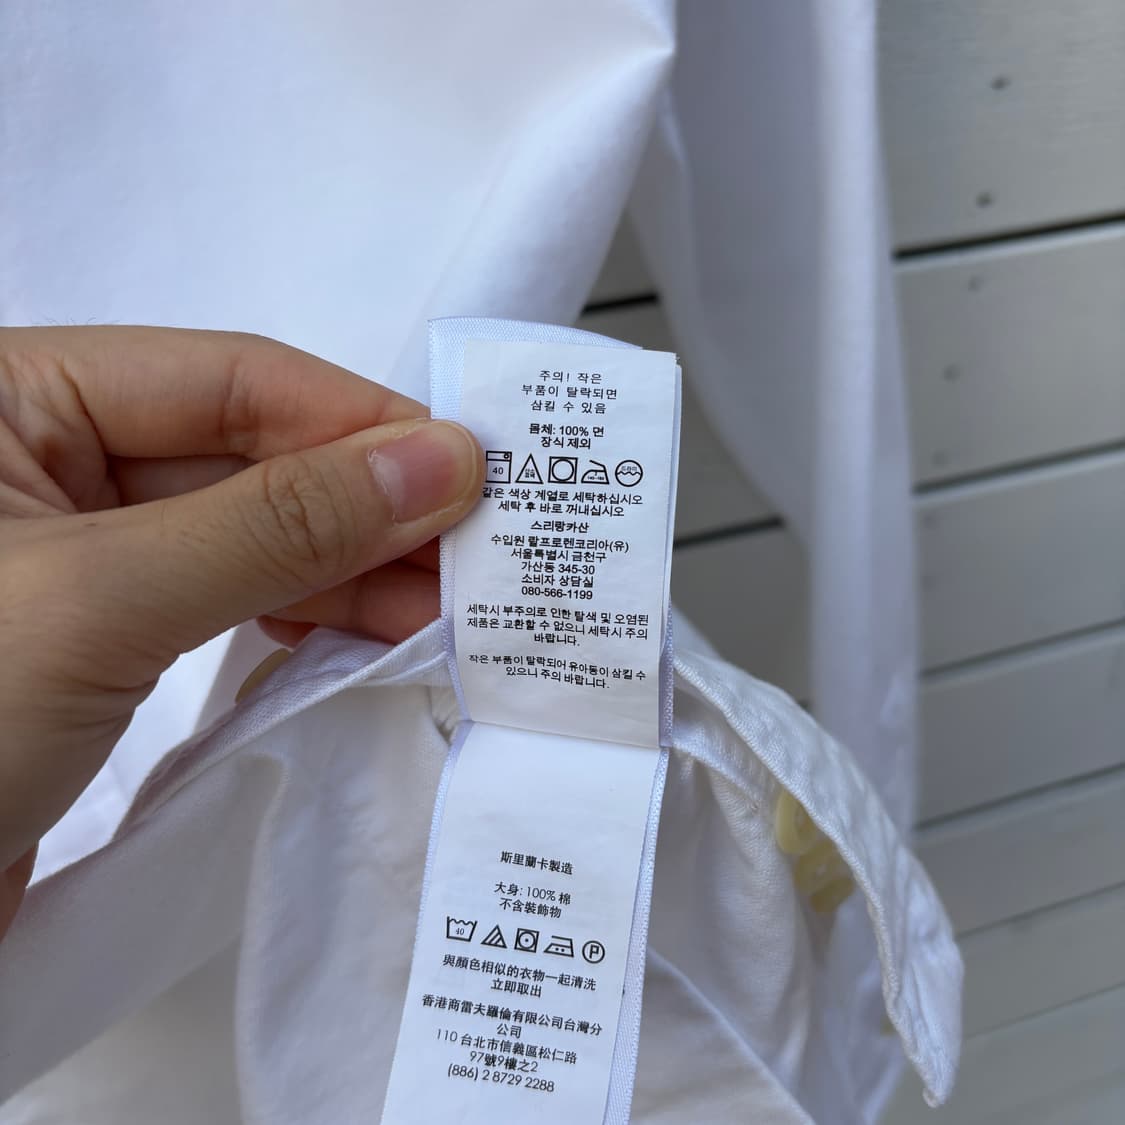 주의! 작은
부품이 탈락되면
삼킬 수 있음
몸체: 100% 면
장식 제외
40
같은 색상 계열로 세탁하십시오
세탁 후 바로 꺼내십시오
스리랑카산
수입원 랄프로렌코리아(유)
서울특별시 금천구
가산동 345-30
소비자 상담실
080-566-1199
세탁시 부주의로 인한 탈색 및 오염된
제품은 교환할 수 없으니 세탁시 주의
바랍니다.
작은 부품이 탈락되어 유아동이 삼킬 수
있으니 주의 바랍니다.
斯里蘭卡製造
大身: 100% 棉
不含裝飾物
40 P
與顏色相似的衣物一起清洗
立即取出
香港商雷夫羅倫有限公司台灣分
公司
110 台北市信義區松仁路
97號9樓之2
(886) 2 8729 2288